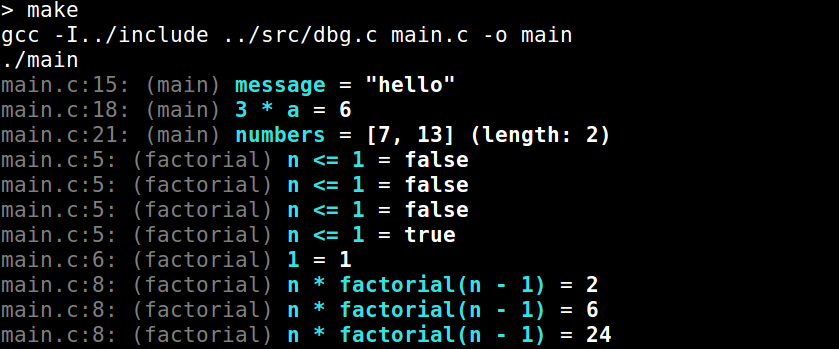 > make
gcc -I../include ../src/dbg.c main.c -o main
./main
main.c:15: (main) message = "hello"
main.c:18: (main) 3 * a = 6
main.c:21: (main) numbers = [7, 13] (length: 2)
main.c:5: (factorial) n <= 1 = false
main.c:5: (factorial) n <= 1 = false
main.c:5: (factorial) n <= 1 = false
main.c:5: (factorial) n <= 1 = true
main.c:6: (factorial) 1 = 1
main.c:8: (factorial) n * factorial(n - 1) = 2
main.c:8: (factorial) n * factorial(n - 1) = 6
main.c:8: (factorial) n * factorial(n - 1) = 24